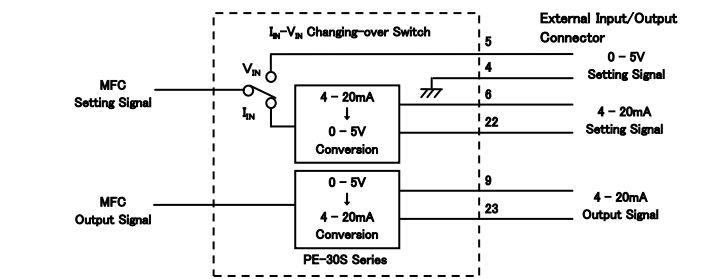 External Input/Output
Connector
IIN-VIN Changing-over Switch
5
0 – 5V
Setting Signal
4
VIN
MFC
Setting Signal
IIN
4 – 20mA
↓
0 – 5V
Conversion
6
22
4 – 20mA
Setting Signal
0 – 5V
↓
4 – 20mA
Conversion
9
23
MFC
Output Signal
4 – 20mA
Output Signal
PE-30S Series